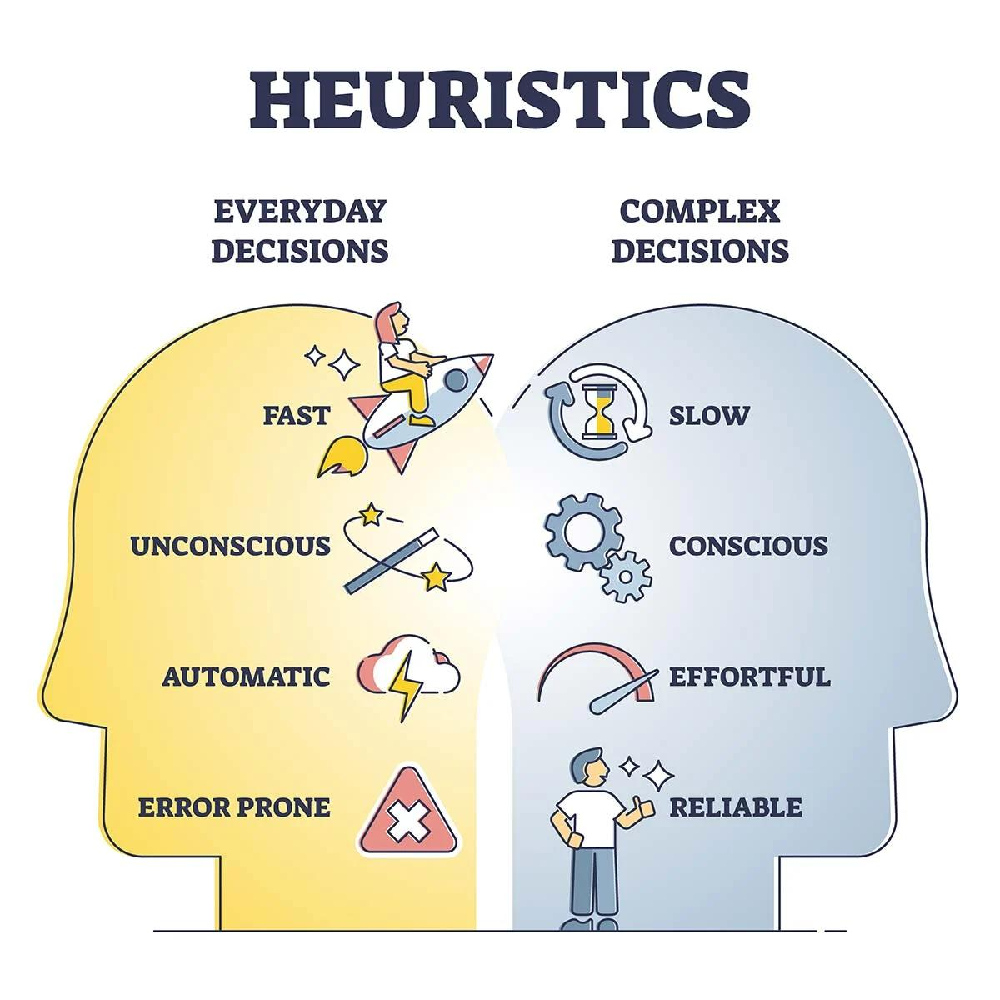 HEURISTICS
EVERYDAY
DECISIONS
COMPLEX
DECISIONS
FAST
SLOW
UNCONSCIOUS
CONSCIOUS
AUTOMATIC
EFFORTFUL
ERROR PRONE
RELIABLE